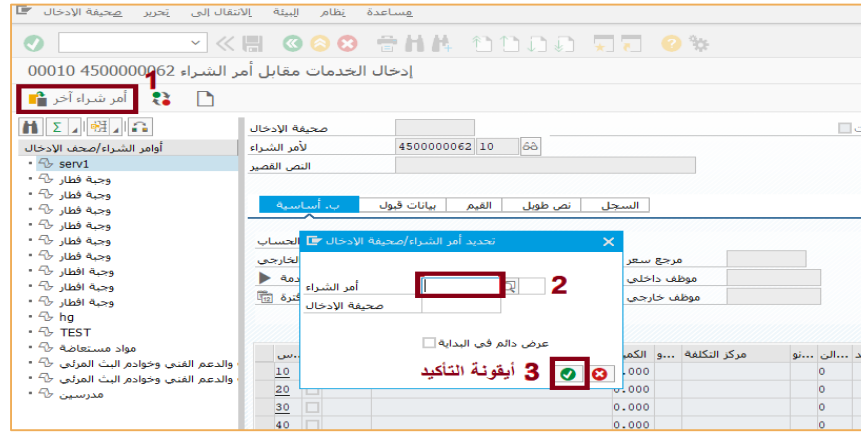 صحيفة الإدخال تحرير الانتقال إلى البيئة نظام مساعدة
إدخال الخدمات مقابل أمر الشراء 4500000062 00010
1
أمر شراء آخر
أوامر الشراء/صحف الإدخال
serv1
وجبة فطار
وجبة فطار
وجبة فطار
وجبة فطار
وجبة فطار
وجبة فطار
وجبة افطار
وجبة افطار
وجبة افطار
hg
TEST
مواد مستعاضة
والدعم الفني وخوادم البث المرئي
والدعم الفني وخوادم البث المرئي
مدرسين
صحيفة الإدخال
لأمر الشراء 4500000062 10
النص القصير
ب. أساسية بيانات قبول القيم نص طويل السجل
الحساب
الخارجي مرجع سعر
دمة موظف داخلي
فترة موظف خارجي
تحديد أمر الشراء/صحيفة الإدخال
أمر الشراء 2
صحيفة الإدخال
عرض دائم في البداية
3 أيقونة التأكيد
س.. الكمي و... مركز التكلفة نو... الن... د
10 0.000 0
20 0.000 0
30 0.000 0
40 0.000 0